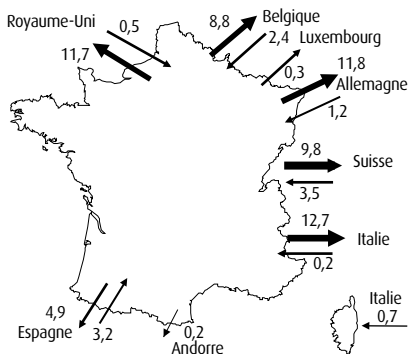 Royaume-Uni
0,5
11,7
8,8
Belgique
2,4
Luxembourg
0,3
11,8
Allemagne
1,2
9,8
Suisse
3,5
12,7
Italie
0,2
4,9
Espagne
3,2
0,2
Andorre
Italie
0,7